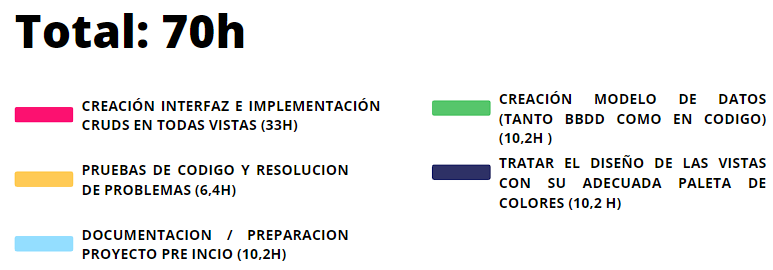 Total: 70h
CREACIÓN INTERFAZ E IMPLEMENTACIÓN
CRUDS EN TODAS VISTAS (33H)
PRUEBAS DE CODIGO Y RESOLUCION
DE PROBLEMAS (6,4H)
DOCUMENTACION / PREPARACION
PROYECTO PRE INCIO (10,2H)
CREACIÓN MODELO DE DATOS
(TANTO BBDD COMO EN CODIGO)
(10,2H )
TRATAR EL DISEÑO DE LAS VISTAS
CON SU ADECUADA PALETA DE
COLORES (10,2 H)